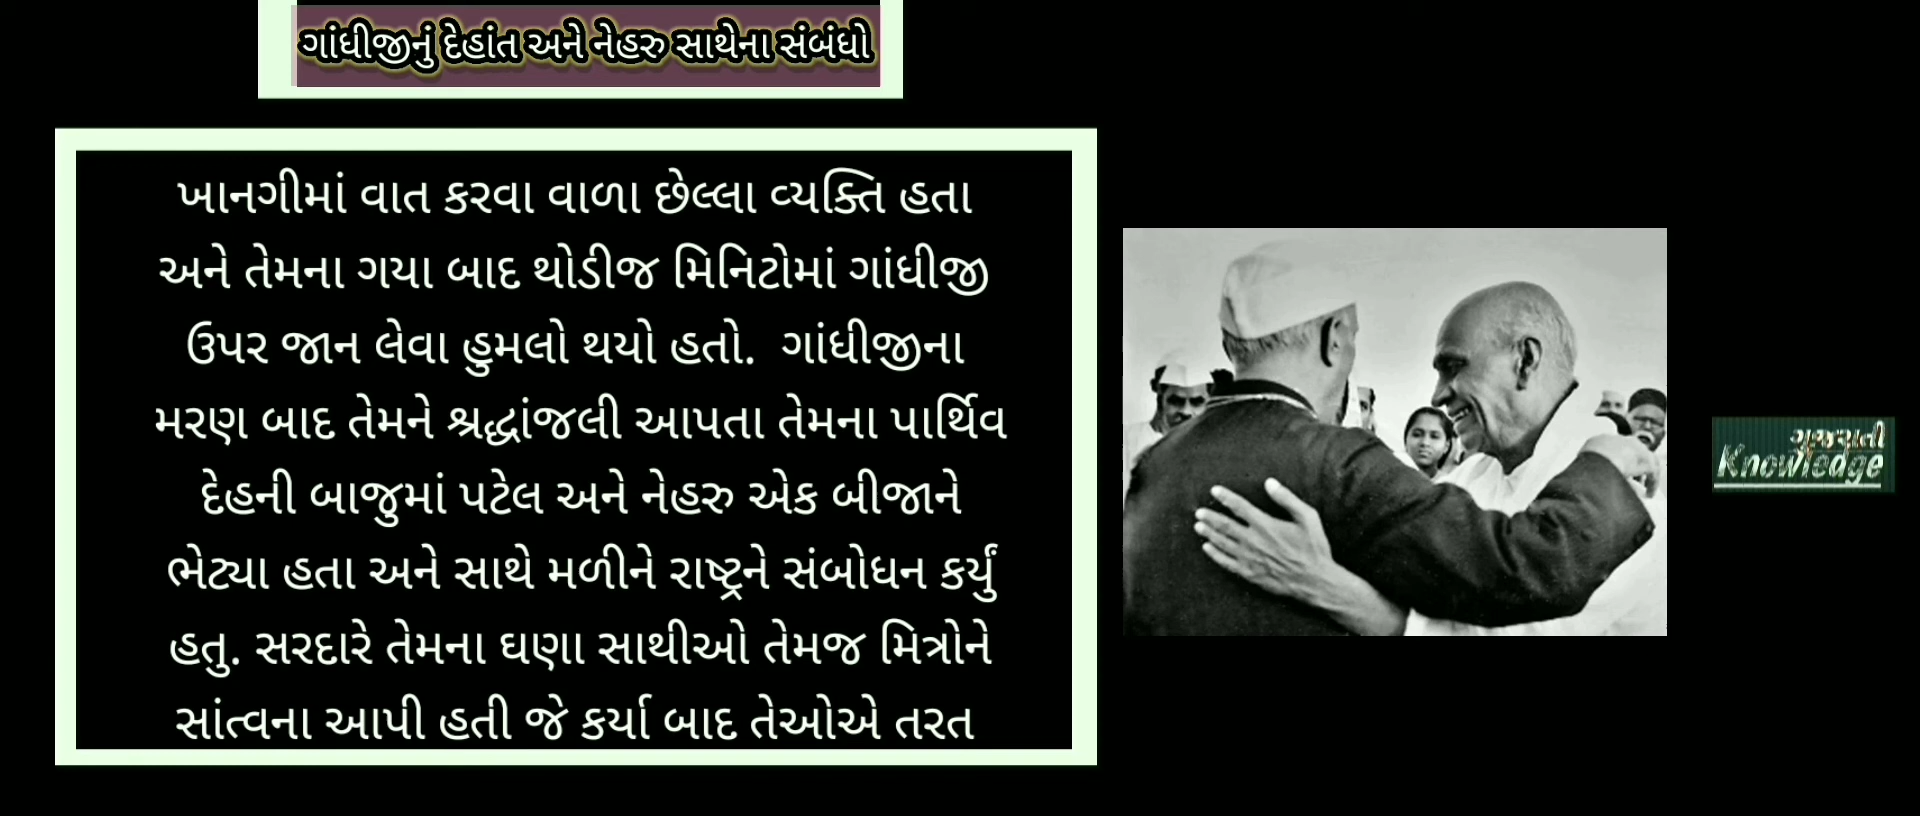 ગાંધીજીનું દેહાંત અને નેહરુ સાથેના સંબંધો
ખાનગીમાં વાત કરવા વાળા છેલ્લા વ્યક્તિ હતા
અને તેમના ગયા બાદ થોડીજ મિનિટોમાં ગાંધીજી
ઉપર જાન લેવા હુમલો થયો હતો. ગાંધીજીના
મરણ બાદ તેમને શ્રદ્ધાંજલી આપતા તેમના પાર્થિવ
દેહની બાજુમાં પટેલ અને નેહરુ એક બીજાને
ભેટ્યા હતા અને સાથે મળીને રાષ્ટ્રને સંબોધન કર્યું
હતુ. સરદારે તેમના ઘણા સાથીઓ તેમજ મિત્રોને
સાંત્વના આપી હતી જે કર્યા બાદ તેઓએ તરત
ગુજરાતી
Knowledge